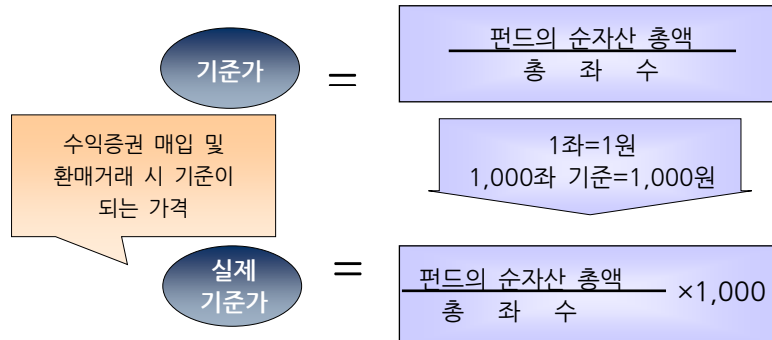 기준가
=
펀드의 순자산 총액
총 좌 수
수익증권 매입 및
환매거래 시 기준이
되는 가격
1좌=1원
1,000좌 기준=1,000원
실제
기준가
=
펀드의 순자산 총액
총 좌 수
×1,000